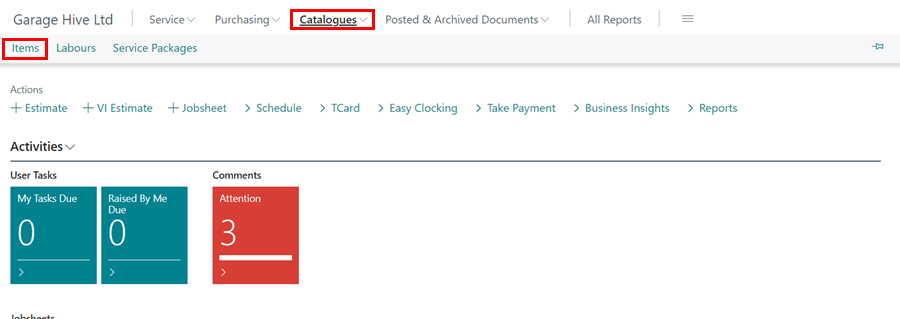 Garage Hive Ltd Service Purchasing Catalogues Posted & Archived Documents All Reports
Items Labours Service Packages
Actions
+ Estimate + VI Estimate + Jobsheet > Schedule > TCard > Easy Clocking > Take Payment > Business Insights > Reports
Activities
User Tasks Comments
My Tasks Due Raised By Me Due Attention
0 0 3
Jobsheets